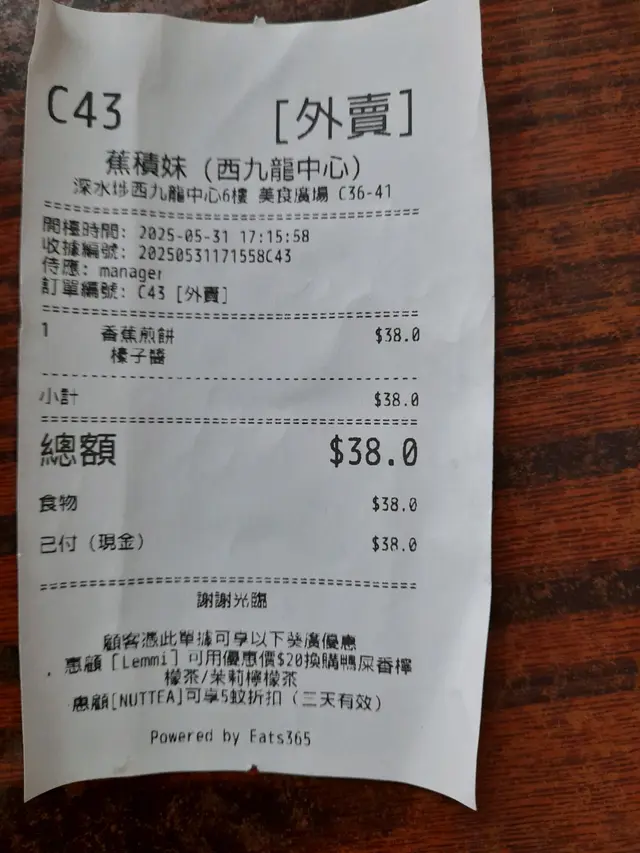 C43 [外賣]
蕉積妹 (西九龍中心)
深水埗西九龍中心6樓 美食廣場 C36-41
開檯時間: 2025-05-31 17:15:58
收據編號: 20250531171558C43
侍應: manager
訂單編號: C43 [外賣]
1 香蕉煎餅 $38.0
榛子醬
小計 $38.0
總額 $38.0
食物 $38.0
已付 (現金) $38.0
謝謝光臨
顧客憑此單據可享以下葵廣優惠
惠顧 [Lemmi] 可用優惠價$20換購鴨屎香檸
檬茶/茉莉檸檬茶
惠顧[NUTTEA]可享5蚊折扣 (三天有效)
Powered by Eats365